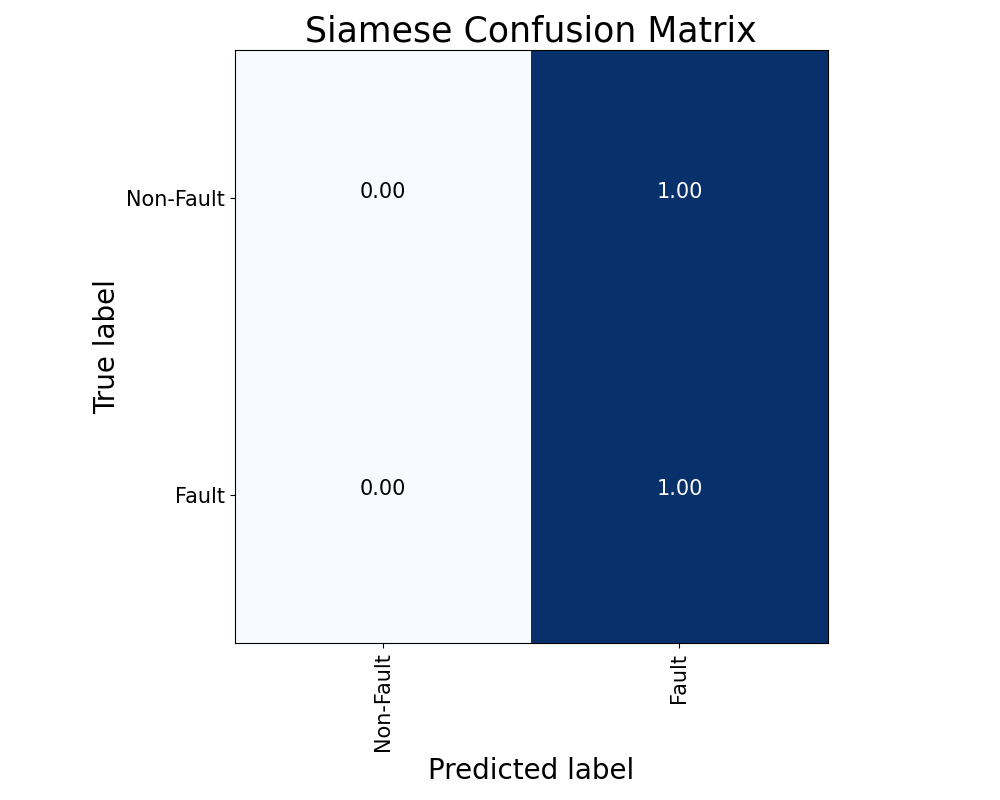 Siamese Confusion Matrix
True label
Non-Fault
0.00
1.00
Fault
0.00
1.00
Non-Fault
Fault
Predicted label